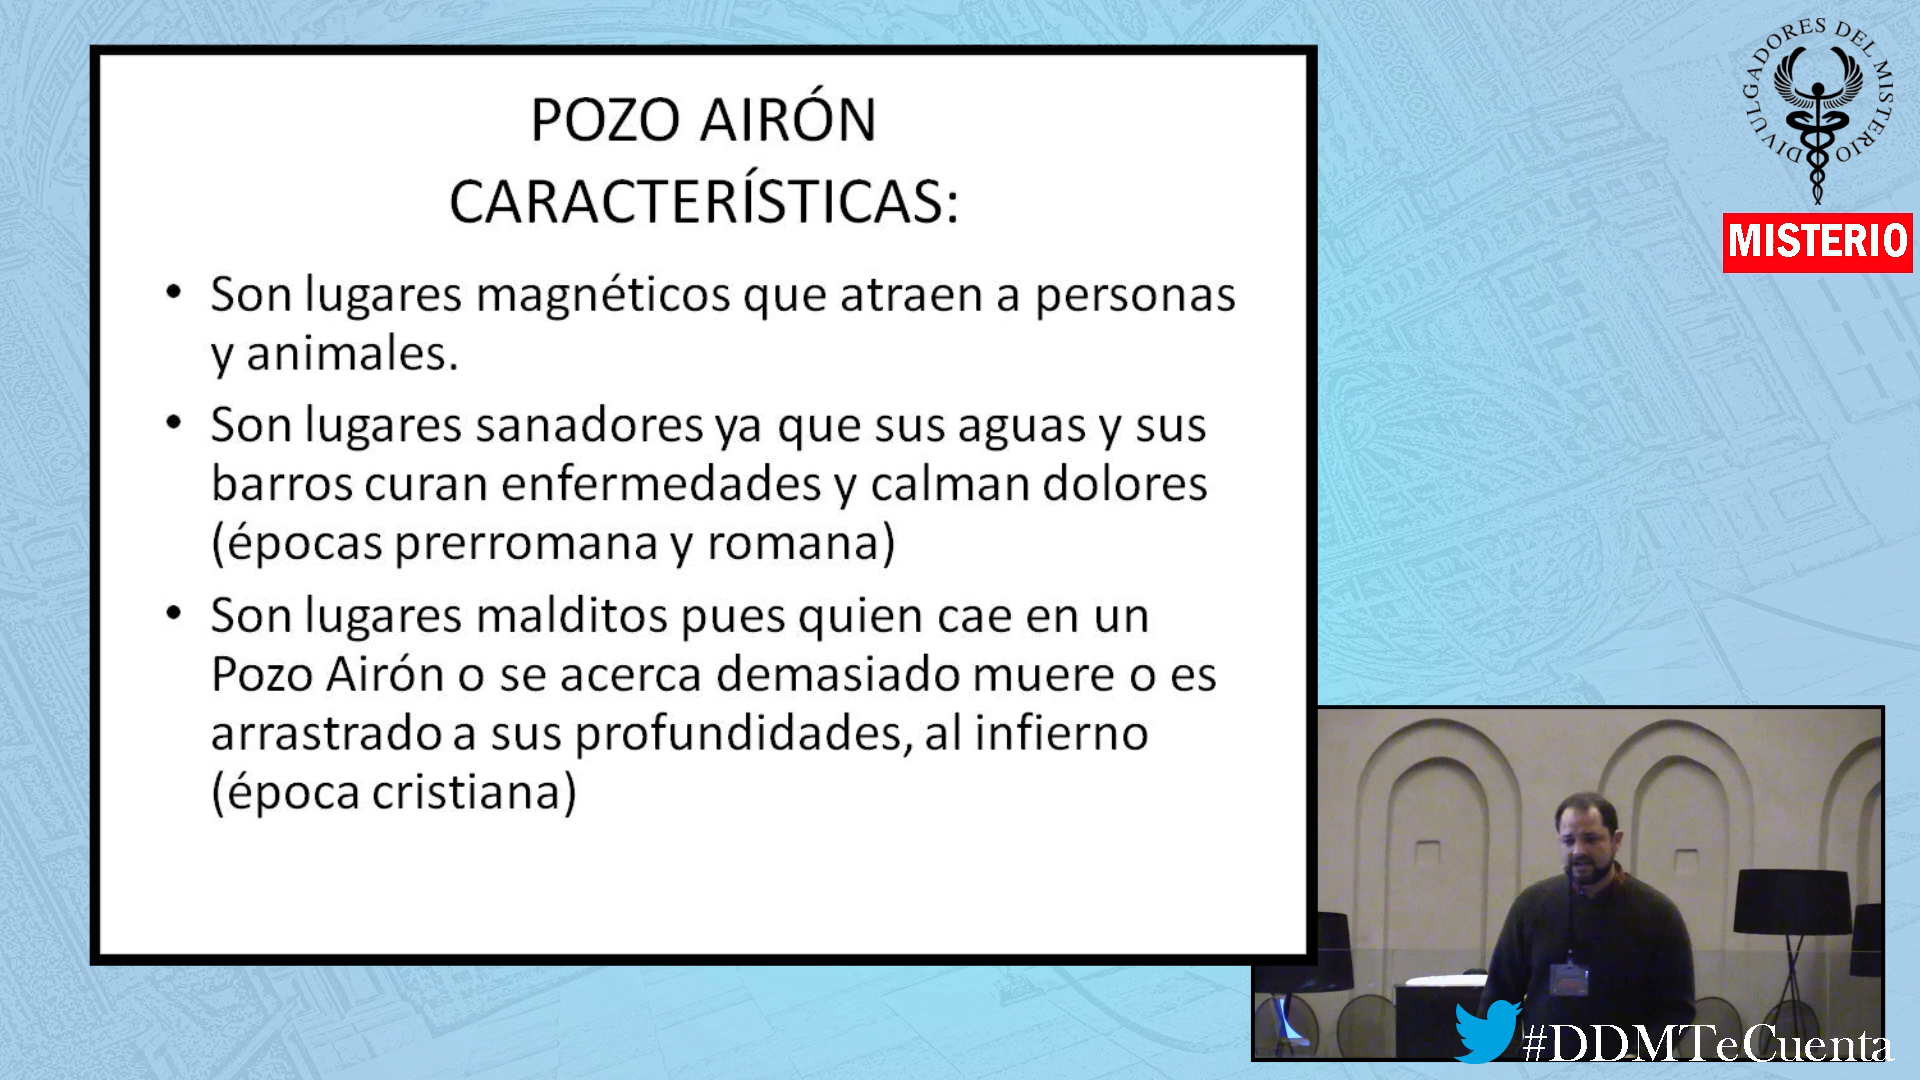 POZO AIRÓN
CARACTERÍSTICAS:
• Son lugares magnéticos que atraen a personas
y animales.
• Son lugares sanadores ya que sus aguas y sus
barros curan enfermedades y calman dolores
(épocas prerromana y romana)
• Son lugares malditos pues quien cae en un
Pozo Airón o se acerca demasiado muere o es
arrastrado a sus profundidades, al infierno
(época cristiana)
DIVULGADORES DEL MISTERIO
MISTERIO
#DDMTeCuenta